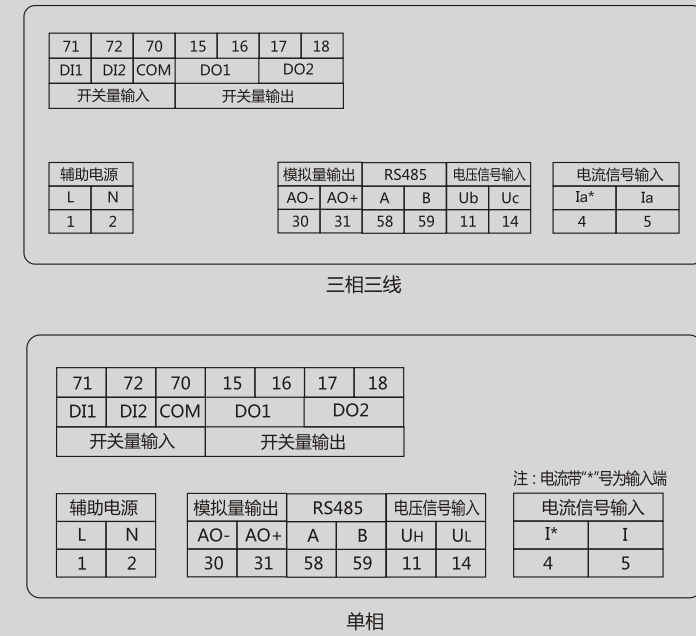 71 72 70 15 16 17 18
DI1 DI2 COM DO1 DO2
开关量输入 开关量输出
辅助电源 模拟量输出 RS485 电压信号输入 电流信号输入
L N AO- AO+ A B Ub Uc Ia* Ia
1 2 30 31 58 59 11 14 4 5
三相三线
71 72 70 15 16 17 18
DI1 DI2 COM DO1 DO2
开关量输入 开关量输出
注：电流带“*”号为输入端
辅助电源 模拟量输出 RS485 电压信号输入 电流信号输入
L N AO- AO+ A B UH UL I* I
1 2 30 31 58 59 11 14 4 5
单相